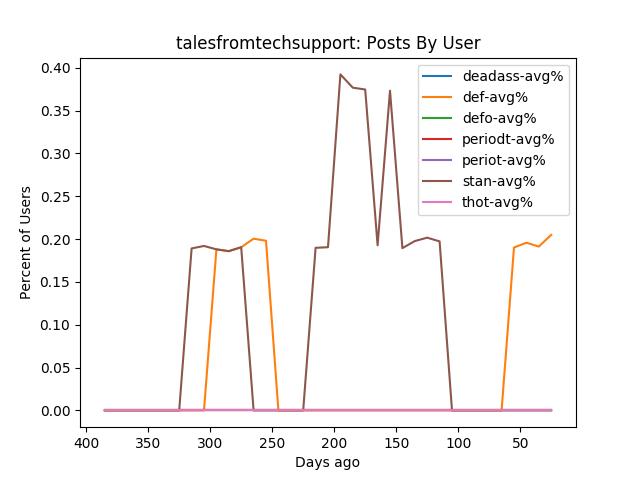 talesfromtechsupport: Posts By User
deadass-avg%
def-avg%
defo-avg%
periodt-avg%
periot-avg%
stan-avg%
thot-avg%
0.40
0.35
0.30
0.25
0.20
0.15
0.10
0.05
0.00
Percent of Users
400 350 300 250 200 150 100 50
Days ago